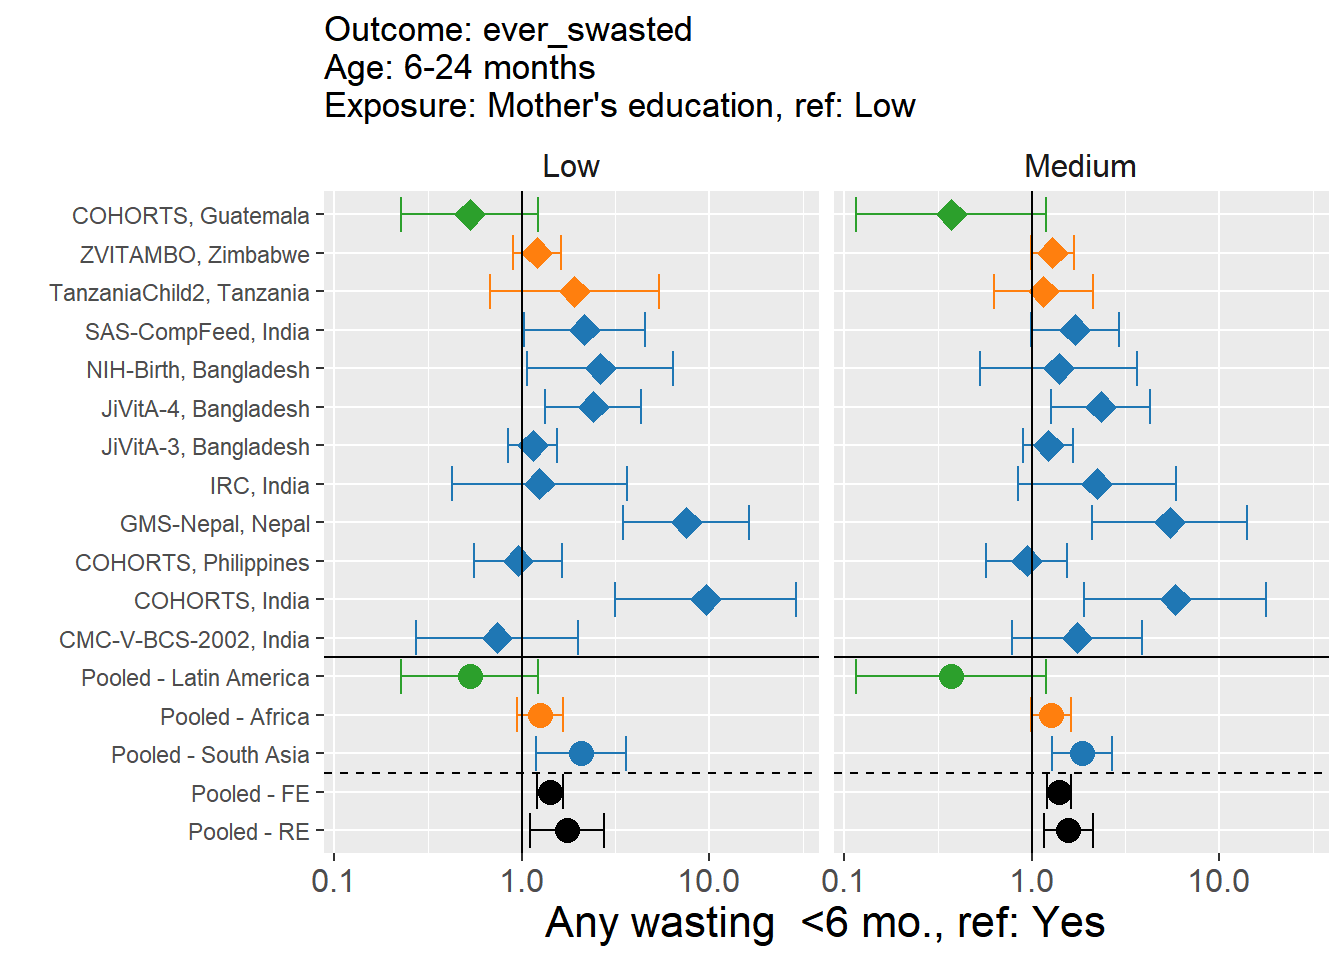 Outcome: ever_swasted
Age: 6-24 months
Exposure: Mother's education, ref: Low
Low
Medium
COHORTS, Guatemala
ZVITAMBO, Zimbabwe
TanzaniaChild2, Tanzania
SAS-CompFeed, India
NIH-Birth, Bangladesh
JiVitA-4, Bangladesh
JiVitA-3, Bangladesh
IRC, India
GMS-Nepal, Nepal
COHORTS, Philippines
COHORTS, India
CMC-V-BCS-2002, India
Pooled - Latin America
Pooled - Africa
Pooled - South Asia
Pooled - FE
Pooled - RE
0.1 1.0 10.0 0.1 1.0 10.0
Any wasting  <6 mo., ref: Yes